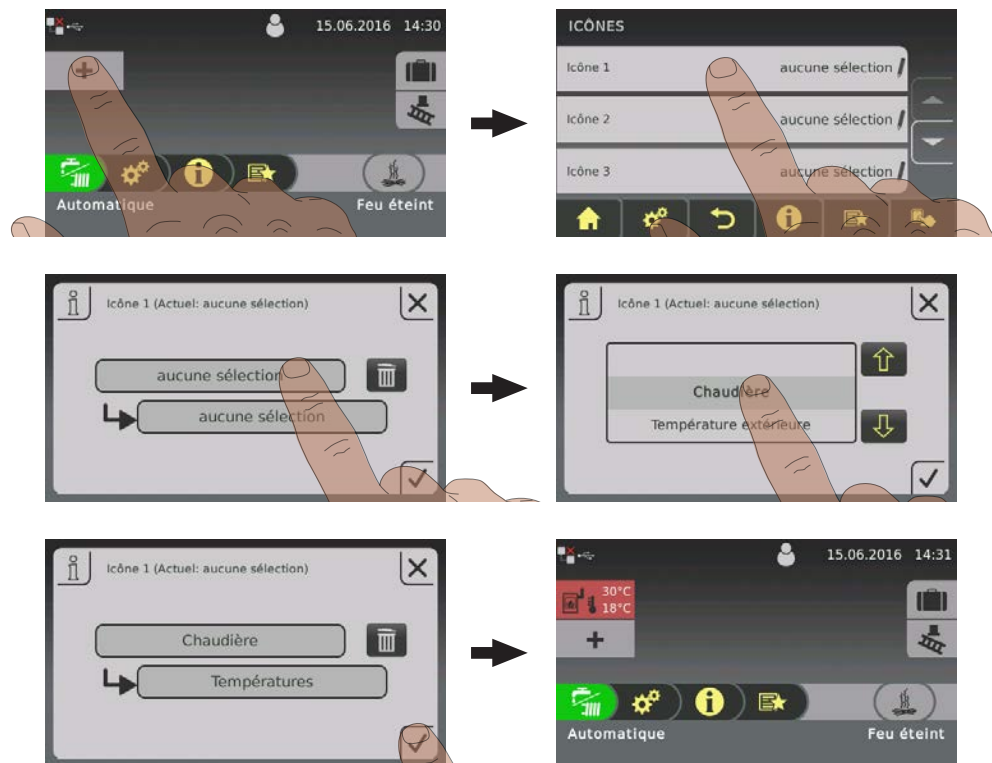 15.06.2016 14:30
Automatique
Feu éteint
ICÔNES
Icône 1 aucune sélection
Icône 2 aucune sélection
Icône 3 aucune sélection
Icône 1 (Actuel: aucune sélection)
aucune sélection
aucune sélection
Icône 1 (Actuel: aucune sélection)
Chaudière
Température extérieure
Icône 1 (Actuel: aucune sélection)
Chaudière
Températures
15.06.2016 14:31
30°C
18°C
Automatique
Feu éteint